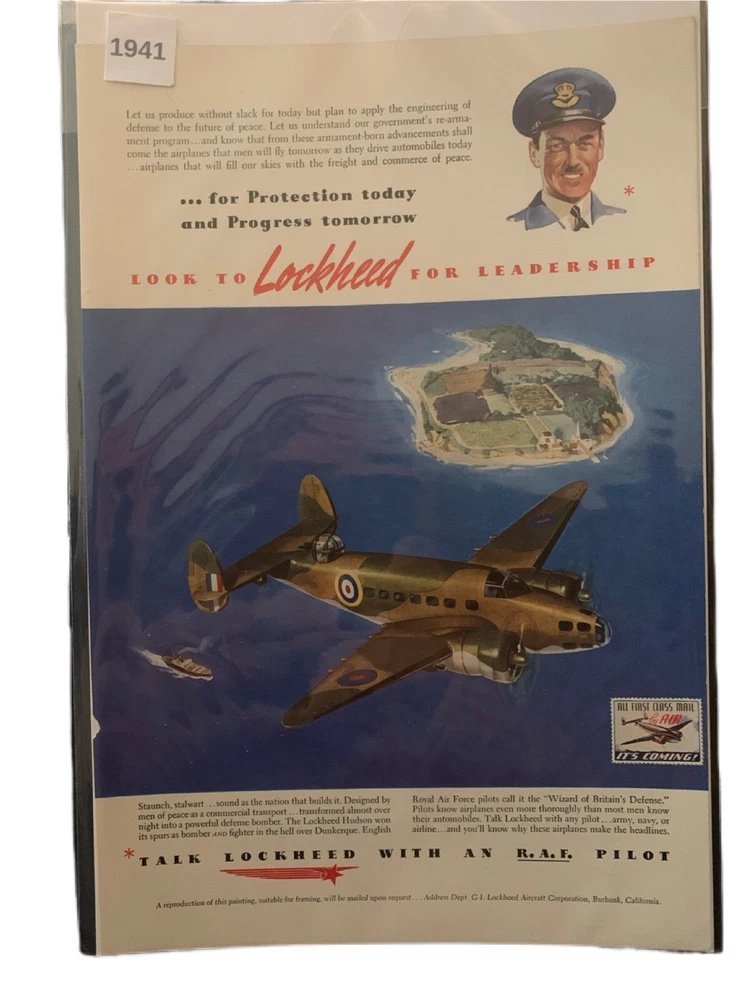 1941
Let us produce without slack for today but plan to apply the engineering of
defense to the future of peace. Let us understand our government's re-arma-
ment program...and know that from these armament-born advancements shall
come the airplanes that men will fly tomorrow as they drive automobiles today
...airplanes that will fill our skies with the freight and commerce of peace.
... for Protection today
and Progress tomorrow
*
LOOK TO Lockheed FOR LEADERSHIP
ALL FIRST CLASS MAIL
by AIR
IT'S COMING!
Staunch, stalwart ...sound as the nation that builds it. Designed by
men of peace as a commercial transport...transformed almost over
night into a powerful defense bomber. The Lockheed Hudson won
its spurs as bomber AND fighter in the hell over Dunkerque. English
Royal Air Force pilots call it the "Wizard of Britain's Defense."
Pilots know airplanes even more thoroughly than most men know
their automobiles. Talk Lockheed with any pilot...army, navy, or
airline...and you'll know why these airplanes make the headlines.
*TALK LOCKHEED WITH AN R.A.F. PILOT
A reproduction of this painting, suitable for framing, will be mailed upon request... Address Dept G-1, Lockheed Aircraft Corporation, Burbank, California.